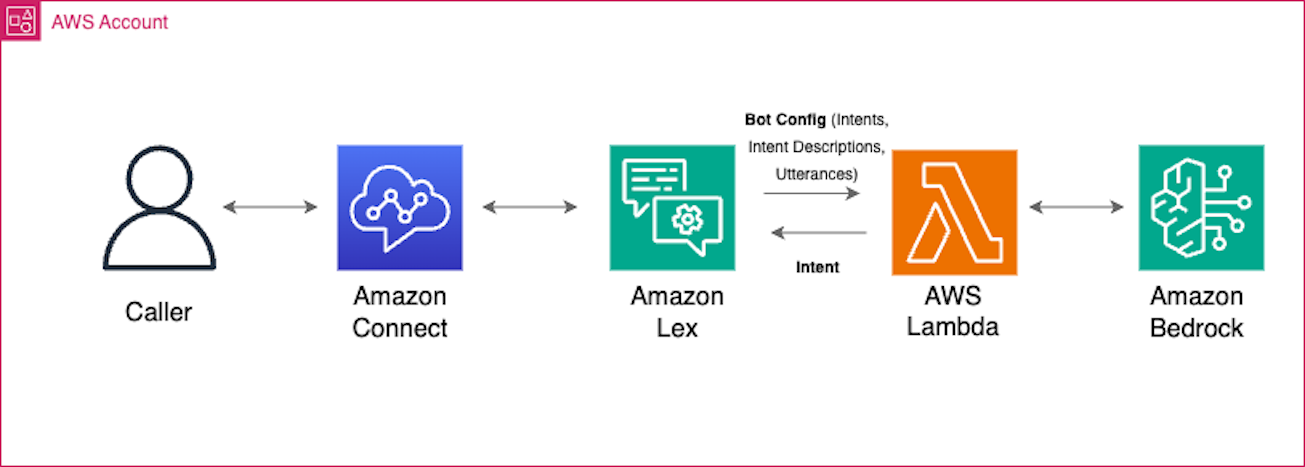 AWS Account
Bot Config (Intents,
Intent Descriptions,
Utterances)
Intent
Caller
Amazon
Connect
Amazon
Lex
AWS
Lambda
Amazon
Bedrock